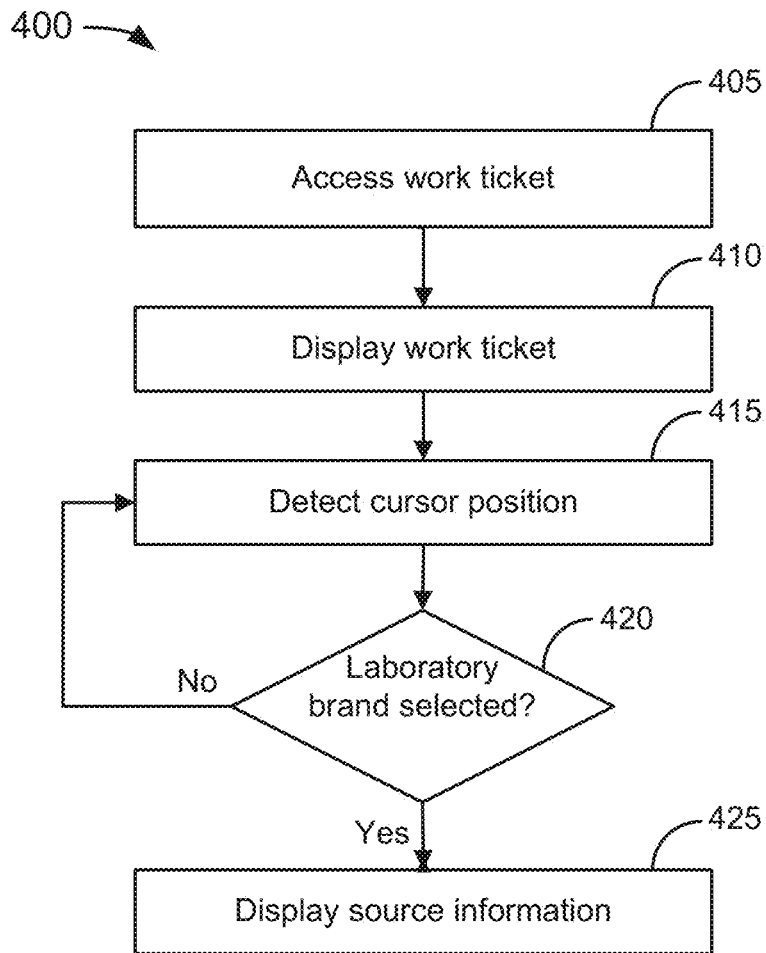 400
405
Access work ticket
410
Display work ticket
415
Detect cursor position
420
Laboratory
brand selected?
No
Yes
425
Display source information